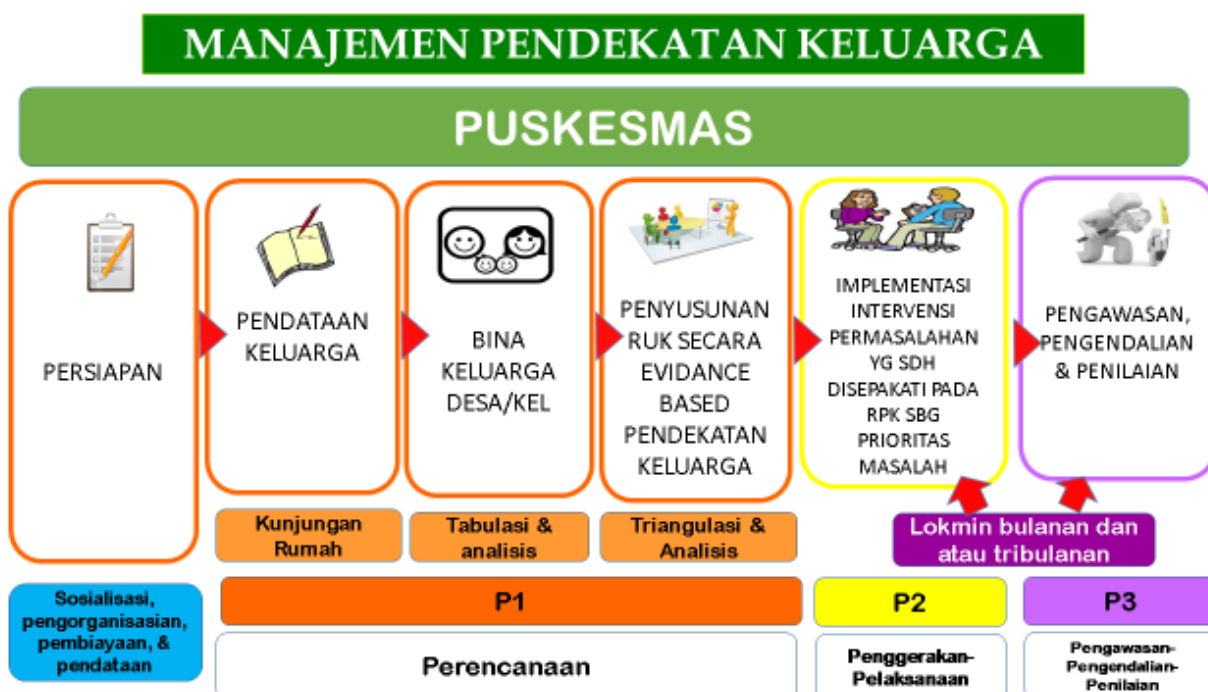 MANAJEMEN PENDEKATAN KELUARGA
PUSKESMAS
PERSIAPAN
PENDATAAN
KELUARGA
BINA
KELUARGA
DESA/KEL
PENYUSUNAN
RUK SECARA
EVIDANCE
BASED
PENDEKATAN
KELUARGA
IMPLEMENTASI
INTERVENSI
PERMASALAHAN
YG SDH
DISEPAKATI PADA
RPK SBG
PRIORITAS
MASALAH
PENGAWASAN,
PENGENDALIAN
& PENILAIAN
Kunjungan
Rumah
Tabulasi &
analisis
Triangulasi &
Analisis
Lokmin bulanan dan
atau tribulanan
Sosialisasi,
pengorganisasian,
pembiayaan, &
pendataan
P1
P2
P3
Perencanaan
Penggerakan-
Pelaksanaan
Pengawasan-
Pengendalian-
Penilaian